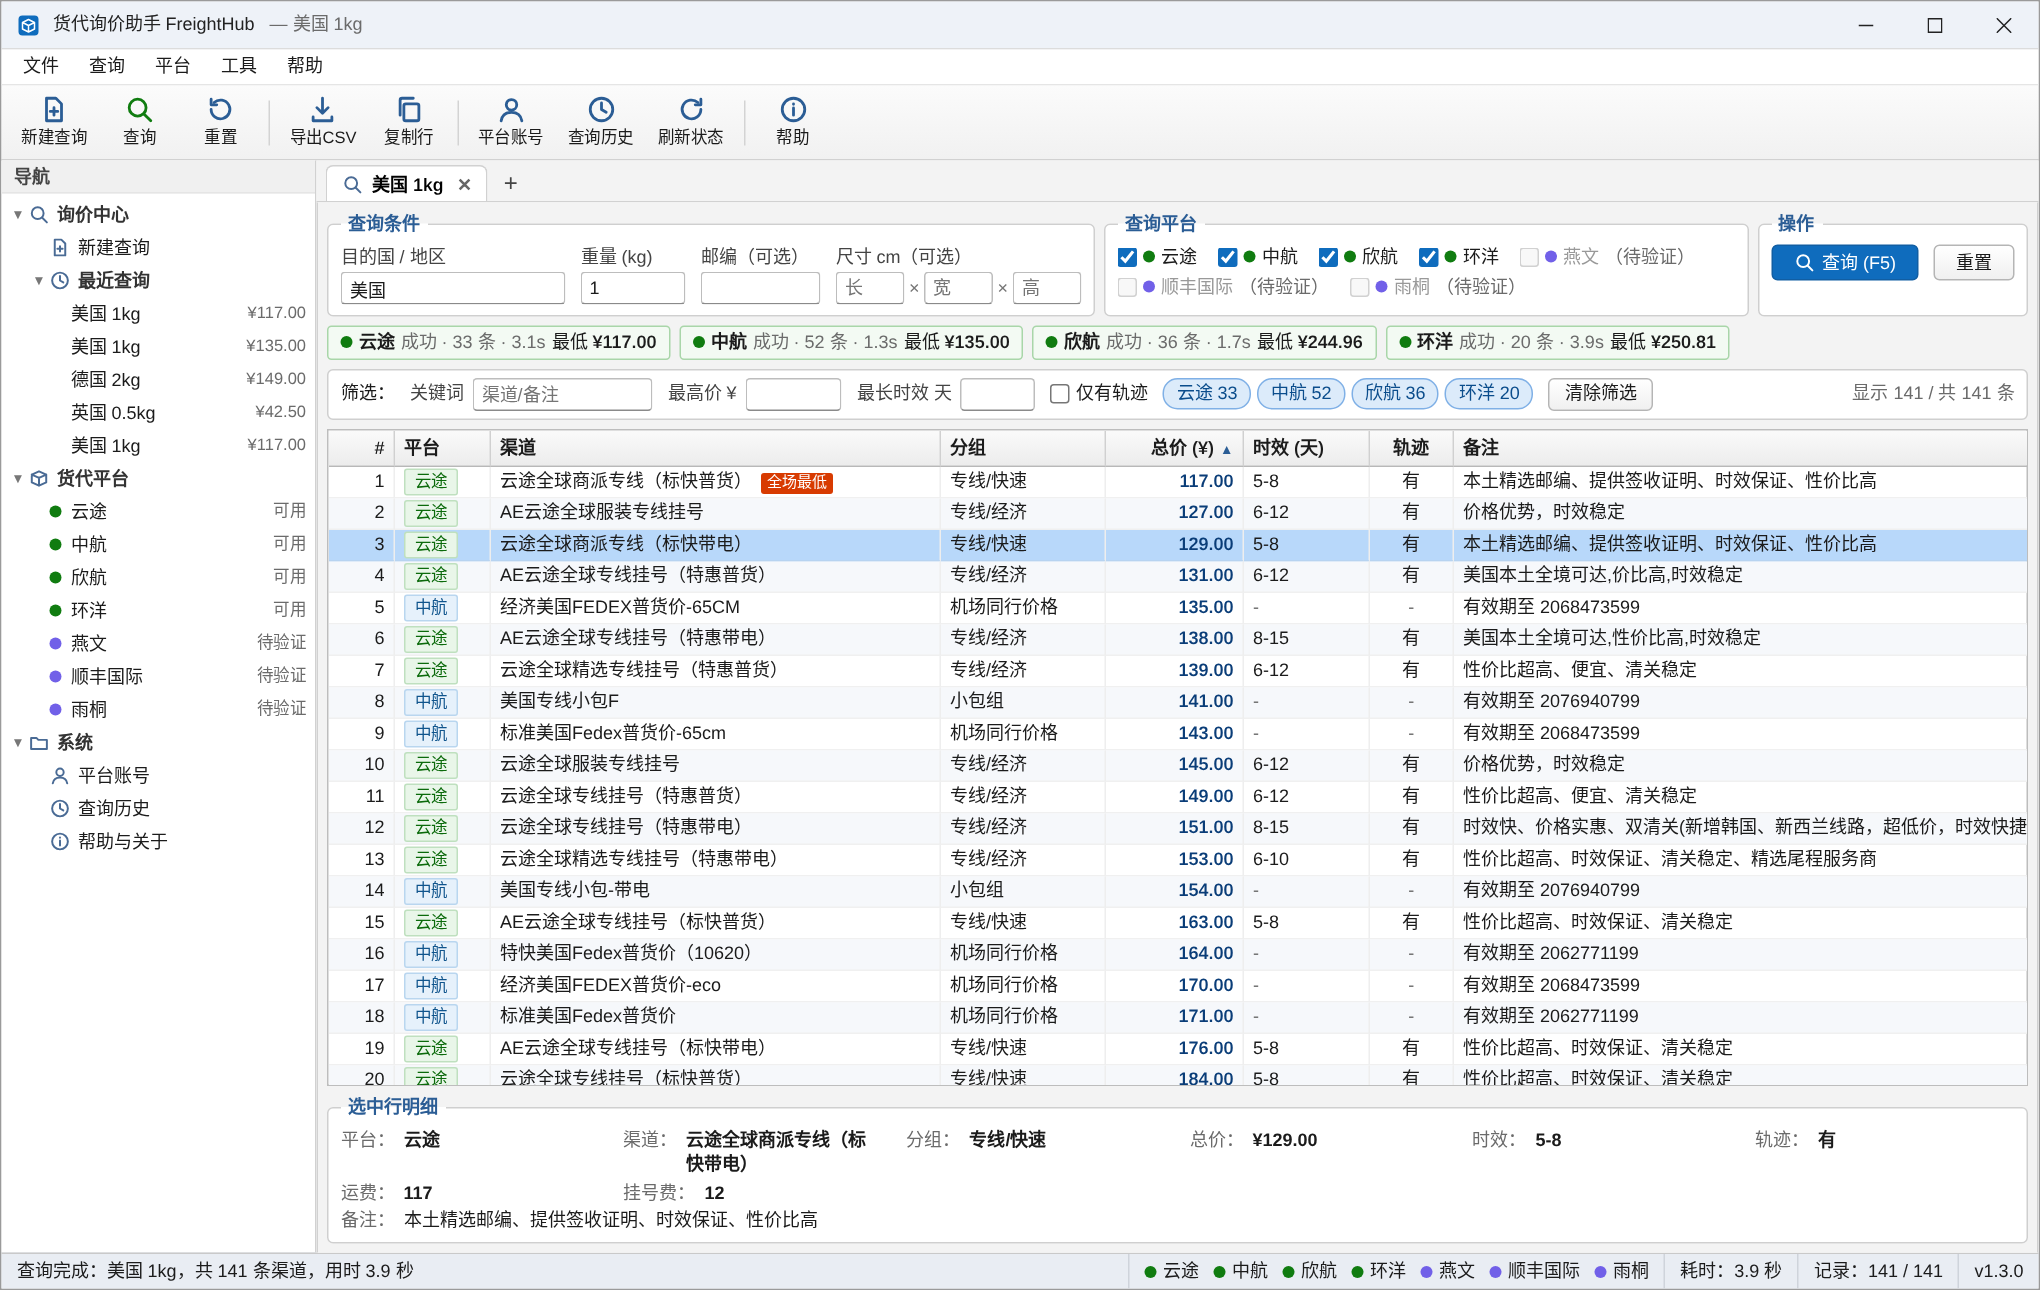 货代询价助手 FreightHub — 美国 1kg
文件 查询 平台 工具 帮助
新建查询 查询 重置 导出CSV 复制行 平台账号 查询历史 刷新状态 帮助
导航
询价中心
新建查询
最近查询
美国 1kg ¥117.00
美国 1kg ¥135.00
德国 2kg ¥149.00
英国 0.5kg ¥42.50
美国 1kg ¥117.00
货代平台
云途 可用
中航 可用
欣航 可用
环洋 可用
燕文 待验证
顺丰国际 待验证
雨桐 待验证
系统
平台账号
查询历史
帮助与关于
美国 1kg ✕ +
查询条件
目的国 / 地区 重量 (kg) 邮编（可选） 尺寸 cm（可选）
美国 1 长 × 宽 × 高
查询平台
云途 中航 欣航 环洋 燕文 （待验证）
顺丰国际 （待验证） 雨桐 （待验证）
操作
查询 (F5) 重置
云途 成功 · 33 条 · 3.1s 最低 ¥117.00
中航 成功 · 52 条 · 1.3s 最低 ¥135.00
欣航 成功 · 36 条 · 1.7s 最低 ¥244.96
环洋 成功 · 20 条 · 3.9s 最低 ¥250.81
筛选： 关键词 渠道/备注 最高价 ¥ 最长时效 天 仅有轨迹 云途 33 中航 52 欣航 36 环洋 20 清除筛选 显示 141 / 共 141 条
# 平台 渠道 分组 总价 (¥) ▲ 时效 (天) 轨迹 备注
1 云途 云途全球商派专线（标快普货） 全场最低 专线/快速 117.00 5-8 有 本土精选邮编、提供签收证明、时效保证、性价比高
2 云途 AE云途全球服装专线挂号 专线/经济 127.00 6-12 有 价格优势，时效稳定
3 云途 云途全球商派专线（标快带电） 专线/快速 129.00 5-8 有 本土精选邮编、提供签收证明、时效保证、性价比高
4 云途 AE云途全球专线挂号（特惠普货） 专线/经济 131.00 6-12 有 美国本土全境可达,价比高,时效稳定
5 中航 经济美国FEDEX普货价-65CM 机场同行价格 135.00 - - 有效期至 2068473599
6 云途 AE云途全球专线挂号（特惠带电） 专线/经济 138.00 8-15 有 美国本土全境可达,性价比高,时效稳定
7 云途 云途全球精选专线挂号（特惠普货） 专线/经济 139.00 6-12 有 性价比超高、便宜、清关稳定
8 中航 美国专线小包F 小包组 141.00 - - 有效期至 2076940799
9 中航 标准美国Fedex普货价-65cm 机场同行价格 143.00 - - 有效期至 2068473599
10 云途 云途全球服装专线挂号 专线/经济 145.00 6-12 有 价格优势，时效稳定
11 云途 云途全球专线挂号（特惠普货） 专线/经济 149.00 6-12 有 性价比超高、便宜、清关稳定
12 云途 云途全球专线挂号（特惠带电） 专线/经济 151.00 8-15 有 时效快、价格实惠、双清关(新增韩国、新西兰线路，超低价，时效快捷
13 云途 云途全球精选专线挂号（特惠带电） 专线/经济 153.00 6-10 有 性价比超高、时效保证、清关稳定、精选尾程服务商
14 中航 美国专线小包-带电 小包组 154.00 - - 有效期至 2076940799
15 云途 AE云途全球专线挂号（标快普货） 专线/快速 163.00 5-8 有 性价比超高、时效保证、清关稳定
16 中航 特快美国Fedex普货价（10620） 机场同行价格 164.00 - - 有效期至 2062771199
17 中航 经济美国FEDEX普货价-eco 机场同行价格 170.00 - - 有效期至 2068473599
18 中航 标准美国Fedex普货价 机场同行价格 171.00 - - 有效期至 2062771199
19 云途 AE云途全球专线挂号（标快带电） 专线/快速 176.00 5-8 有 性价比超高、时效保证、清关稳定
20 云途 云途全球专线挂号（标快普货） 专线/快速 184.00 5-8 有 性价比超高、时效保证、清关稳定
选中行明细
平台： 云途 渠道： 云途全球商派专线（标 分组： 专线/快速 总价： ¥129.00 时效： 5-8 轨迹： 有
快带电）
运费： 117 挂号费： 12
备注： 本土精选邮编、提供签收证明、时效保证、性价比高
查询完成：美国 1kg，共 141 条渠道，用时 3.9 秒 云途 中航 欣航 环洋 燕文 顺丰国际 雨桐 耗时：3.9 秒 记录：141 / 141 v1.3.0